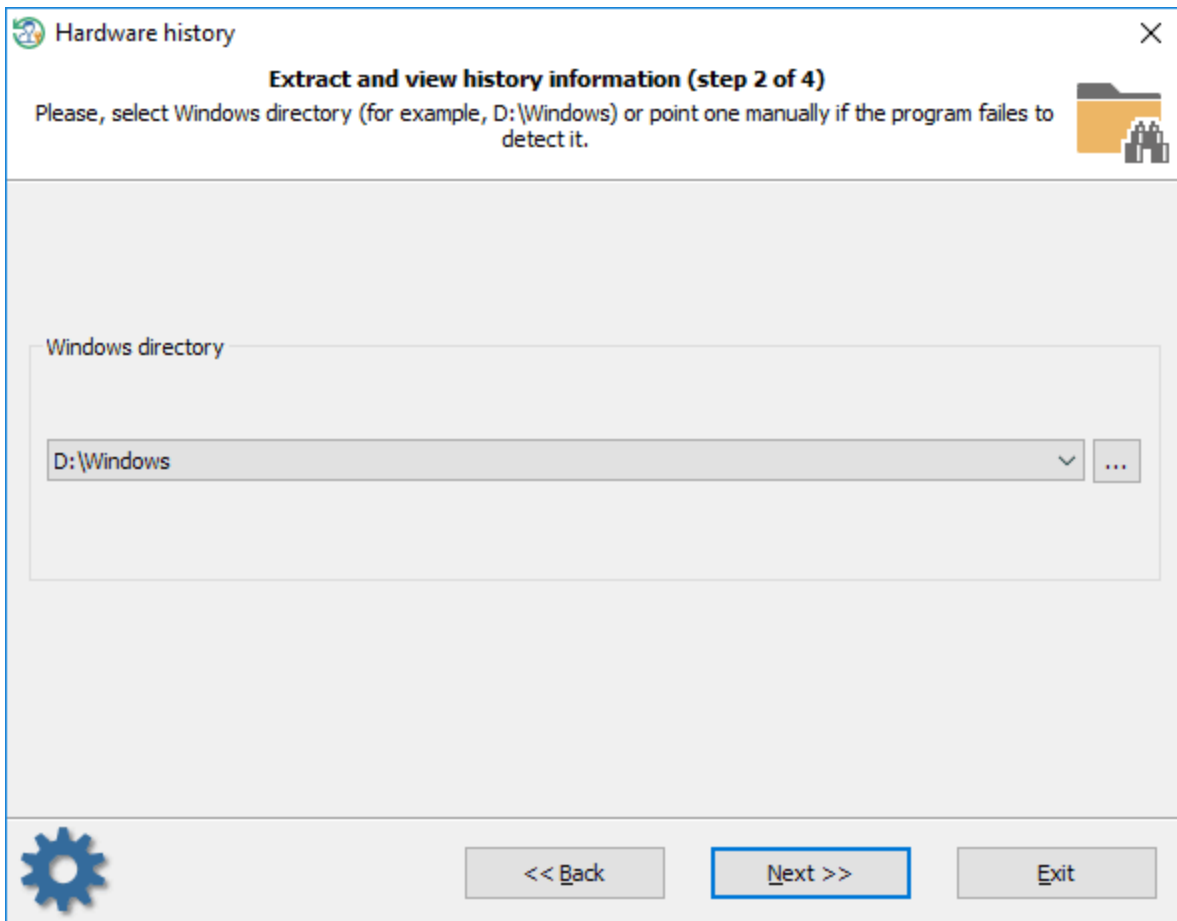 Hardware history
Extract and view history information (step 2 of 4)
Please, select Windows directory (for example, D:\Windows) or point one manually if the program failes to
detect it.
Windows directory
D:\Windows
...
<< Back
Next >>
Exit